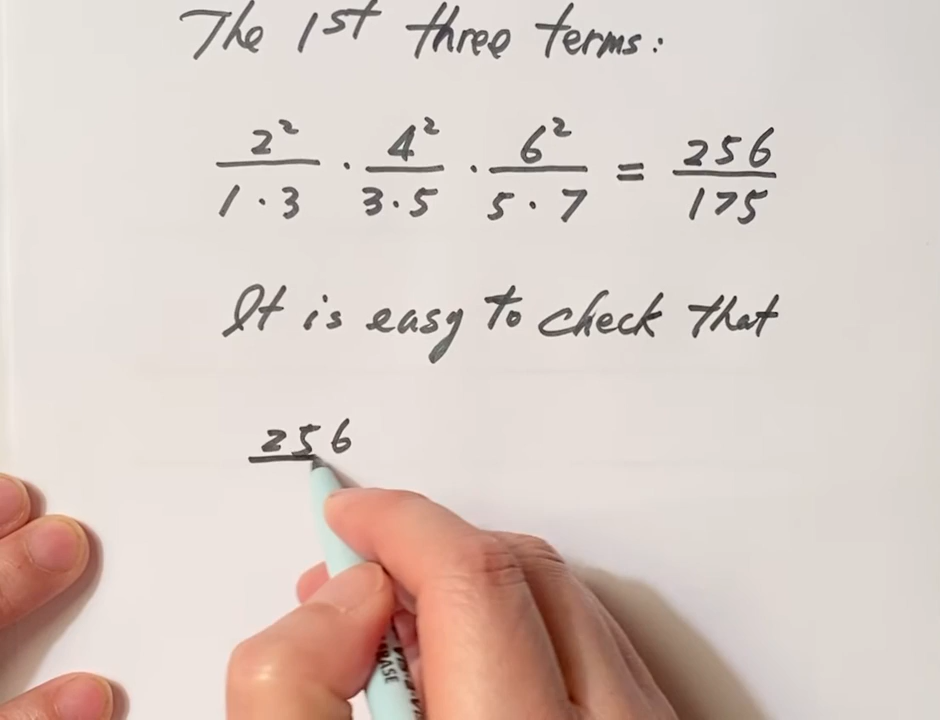 The 1st three terms:
2²/1·3 · 4²/3·5 · 6²/5·7 = 256/175
It is easy to check that
256